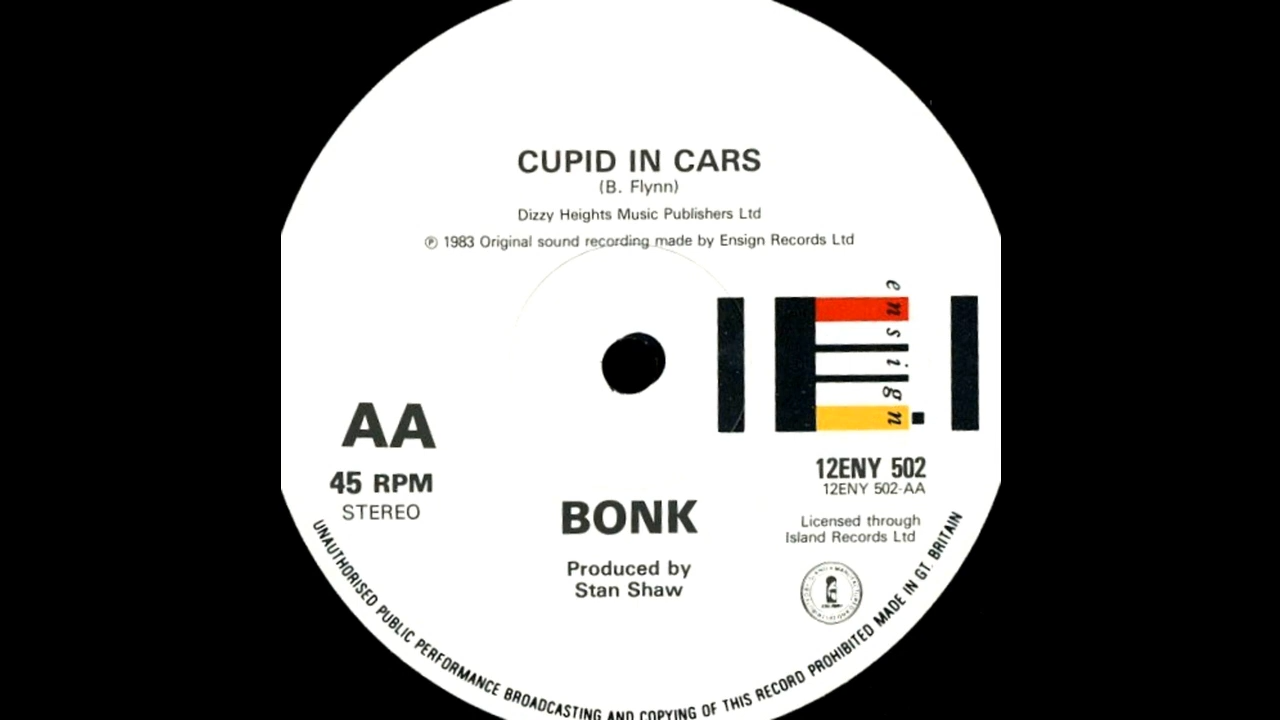 CUPID IN CARS
(B. Flynn)
Dizzy Heights Music Publishers Ltd
℗ 1983 Original sound recording made by Ensign Records Ltd
ensign
AA
45 RPM
STEREO
12ENY 502
12ENY 502-AA
BONK
Licensed through
Island Records Ltd
Produced by
Stan Shaw
UNAUTHORISED PUBLIC PERFORMANCE BROADCASTING AND COPYING OF THIS RECORD PROHIBITED MADE IN GT. BRITAIN